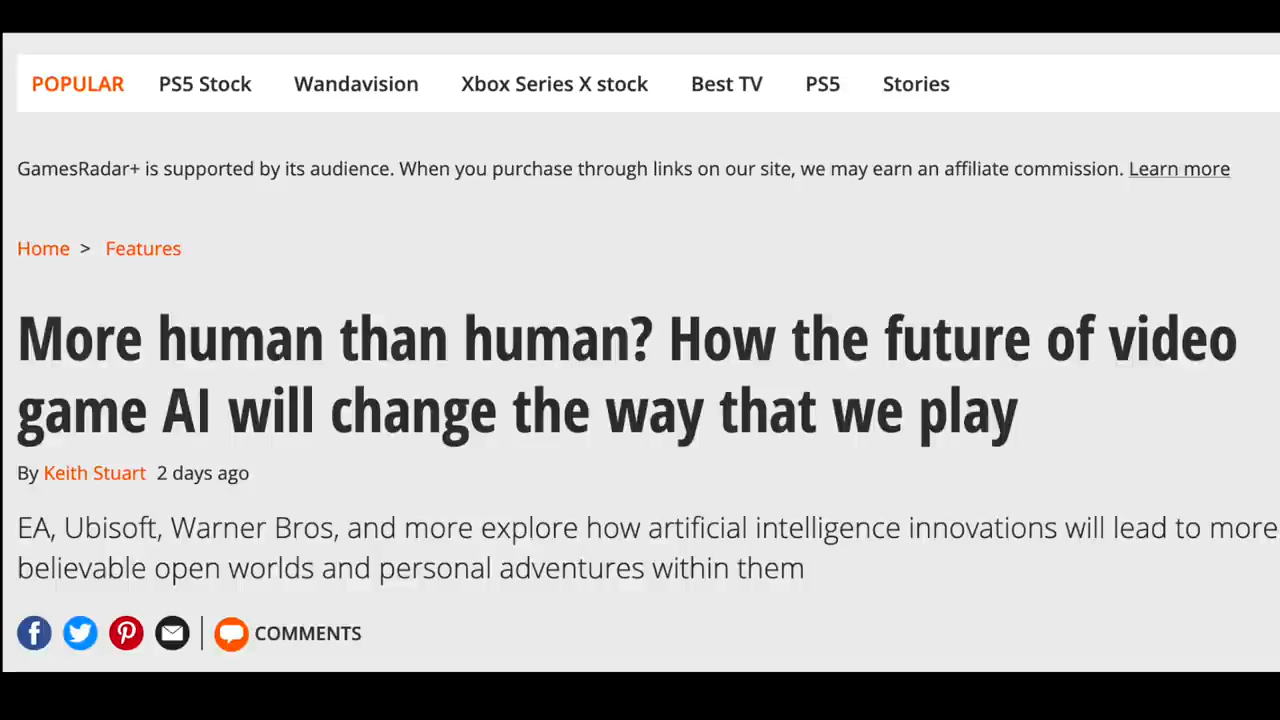 POPULAR PS5 Stock Wandavision Xbox Series X stock Best TV PS5 Stories
GamesRadar+ is supported by its audience. When you purchase through links on our site, we may earn an affiliate commission. Learn more
Home > Features
More human than human? How the future of video
game AI will change the way that we play
By Keith Stuart 2 days ago
EA, Ubisoft, Warner Bros, and more explore how artificial intelligence innovations will lead to more
believable open worlds and personal adventures within them
COMMENTS